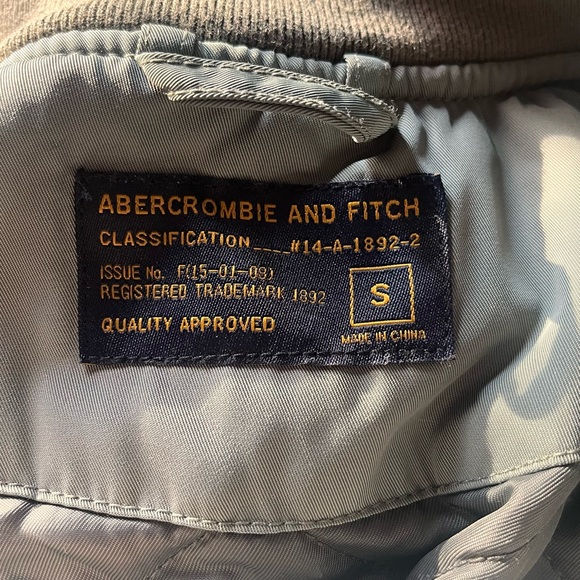 ABERCROMBIE AND FITCH
CLASSIFICATION____#14-A-1892-2
ISSUE No. F(15-01-09)
REGISTERED TRADEMARK 1892
QUALITY APPROVED
S
MADE IN CHINA